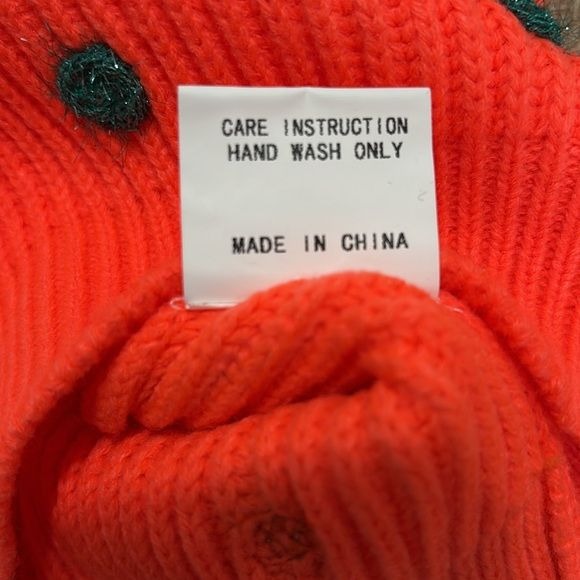 CARE INSTRUCTION
HAND WASH ONLY
MADE IN CHINA